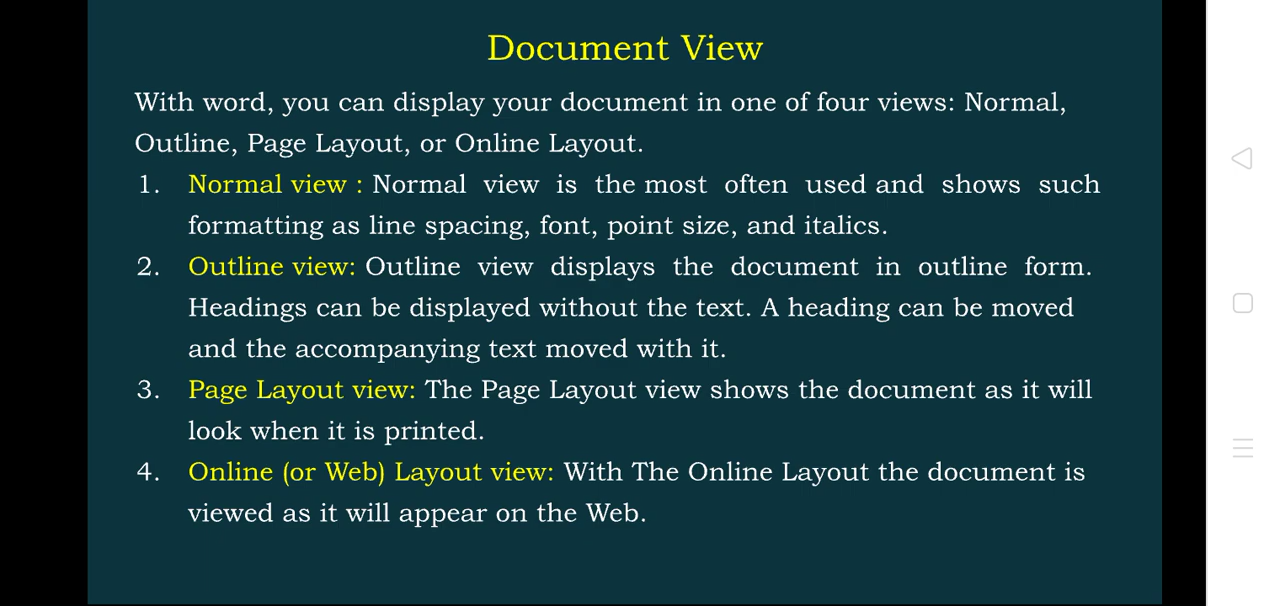 Document View
With word, you can display your document in one of four views: Normal,
Outline, Page Layout, or Online Layout.
1. Normal view : Normal view is the most often used and shows such
formatting as line spacing, font, point size, and italics.
2. Outline view: Outline view displays the document in outline form.
Headings can be displayed without the text. A heading can be moved
and the accompanying text moved with it.
3. Page Layout view: The Page Layout view shows the document as it will
look when it is printed.
4. Online (or Web) Layout view: With The Online Layout the document is
viewed as it will appear on the Web.